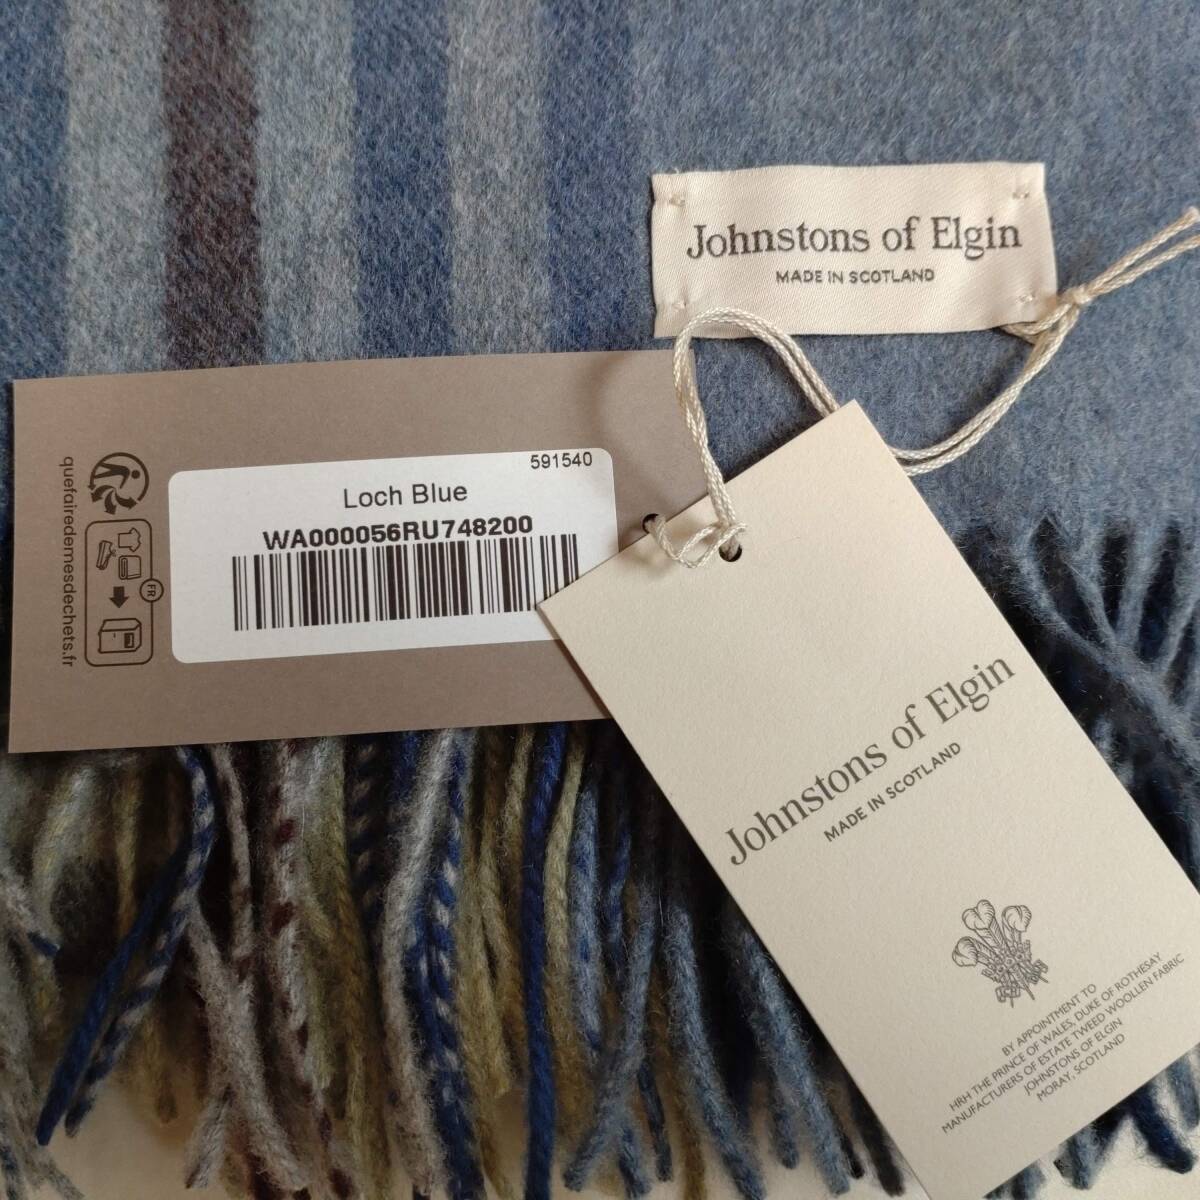 Johnstons of Elgin
MADE IN SCOTLAND
591540
Loch Blue
WA000056RU748200
quefairedemesdechets.fr
FR
Johnstons of Elgin
MADE IN SCOTLAND
BY APPOINTMENT TO
HRH THE PRINCE OF WALES, DUKE OF ROTHESAY
MANUFACTURERS OF ESTATE TWEED WOOLLEN FABRIC
JOHNSTONS OF ELGIN
MORAY, SCOTLAND